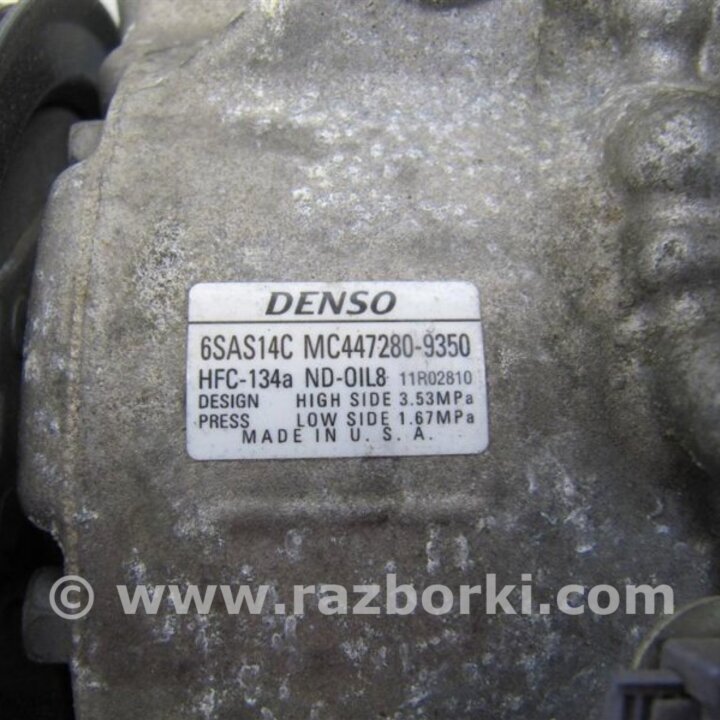 DENSO
6SAS14C MC447280-9350
HFC-134a ND-OIL8 11R02810
DESIGN HIGH SIDE 3.53MPa
PRESS LOW SIDE 1.67MPa
MADE IN U. S. A.
© www.razborki.com